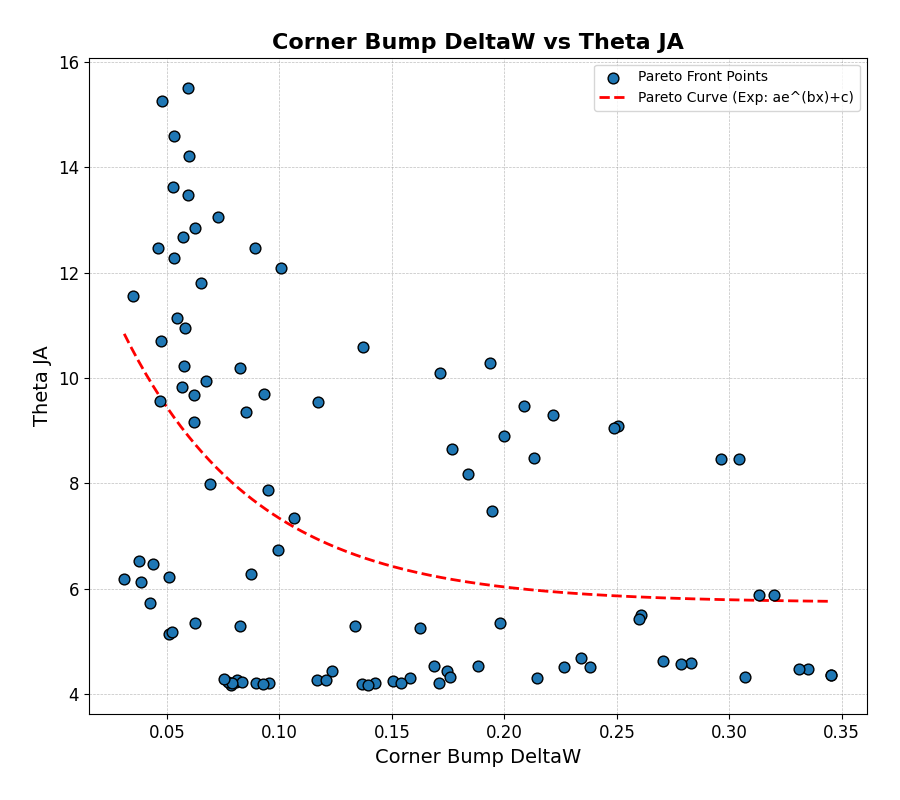 Corner Bump DeltaW vs Theta JA
Pareto Front Points
Pareto Curve (Exp: ae^(bx)+c)
16
14
12
10
8
6
4
Theta JA
0.05 0.10 0.15 0.20 0.25 0.30 0.35
Corner Bump DeltaW